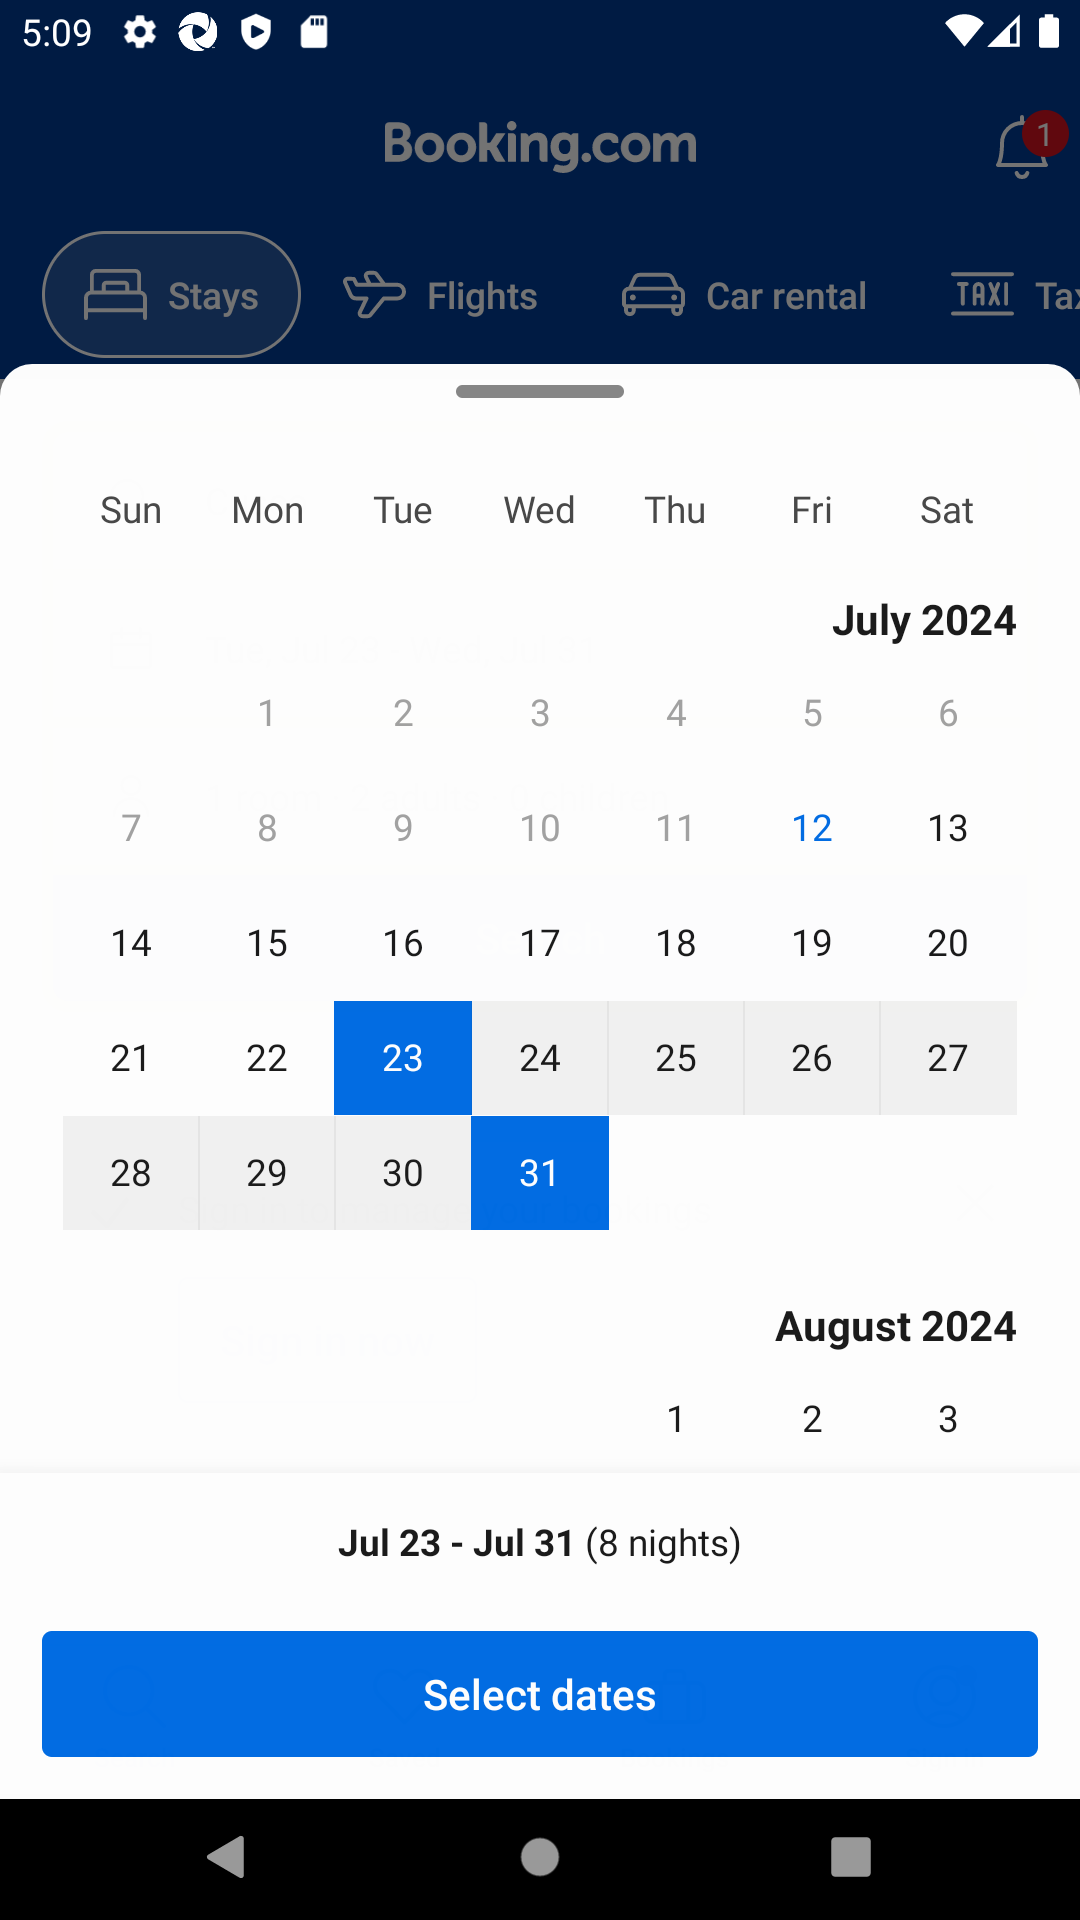 5:09
Booking.com
1
Stays Flights Car rental TAXI Tax
Sun Mon Tue Wed Thu Fri Sat
July 2024
1 2 3 4 5 6
7 8 9 10 11 12 13
14 15 16 17 18 19 20
21 22 23 24 25 26 27
28 29 30 31
August 2024
1 2 3
Jul 23 - Jul 31 (8 nights)
Select dates